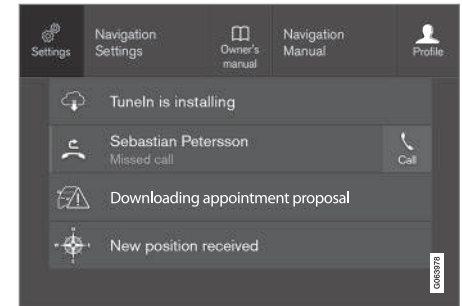 Settings
Navigation
Settings
Owner's
manual
Navigation
Manual
Profile
TuneIn is installing
Sebastian Petersson
Missed call
Call
Downloading appointment proposal
New position received
G063978